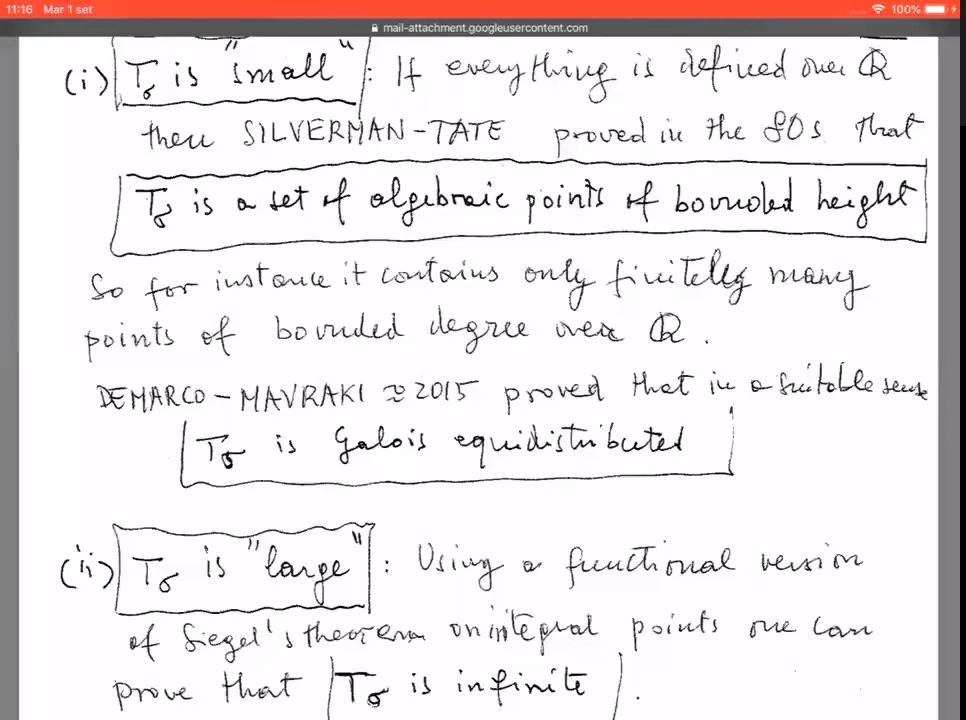 11:16 Mar 1 set 100%
mail-attachment.googleusercontent.com
(i) Tσ is "small" : If everything is defined over Q
then SILVERMAN-TATE proved in the 80s that
Tσ is a set of algebraic points of bounded height
So for instance it contains only finitely many
points of bounded degree over Q.
DEMARCO-MAVRAKI ≈ 2015 proved that in a suitable sense
Tσ is Galois equidistributed
(ii) Tσ is "large" : Using a functional version
of Siegel's theorem on integral points one can
prove that Tσ is infinite.